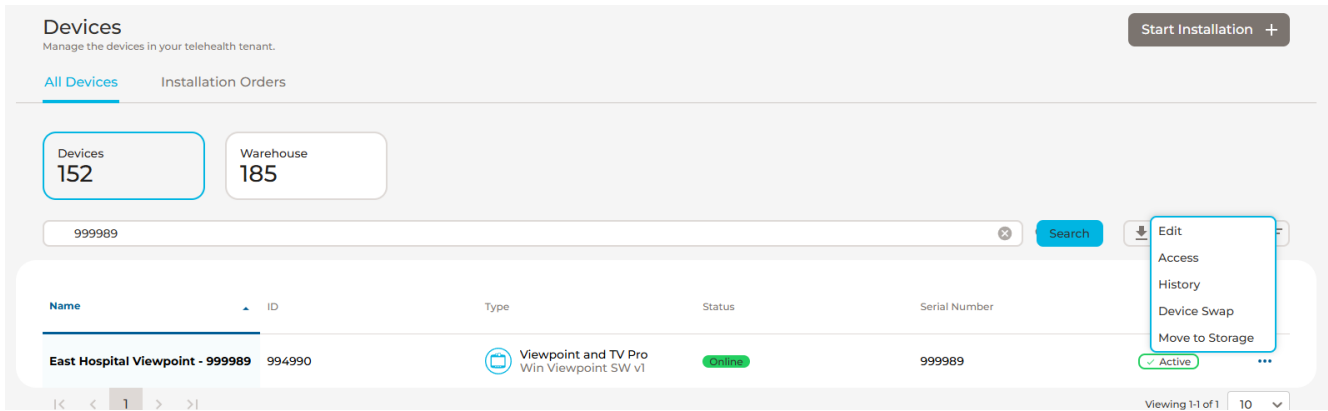 Devices
Manage the devices in your telehealth tenant.
Start Installation +
All Devices
Installation Orders
Devices
152
Warehouse
185
999989
Search
Edit
Access
History
Device Swap
Move to Storage
Name
ID
Type
Status
Serial Number
East Hospital Viewpoint - 999989
994990
Viewpoint and TV Pro
Win Viewpoint SW v1
Online
999989
Active
1
Viewing 1-1 of 1
10